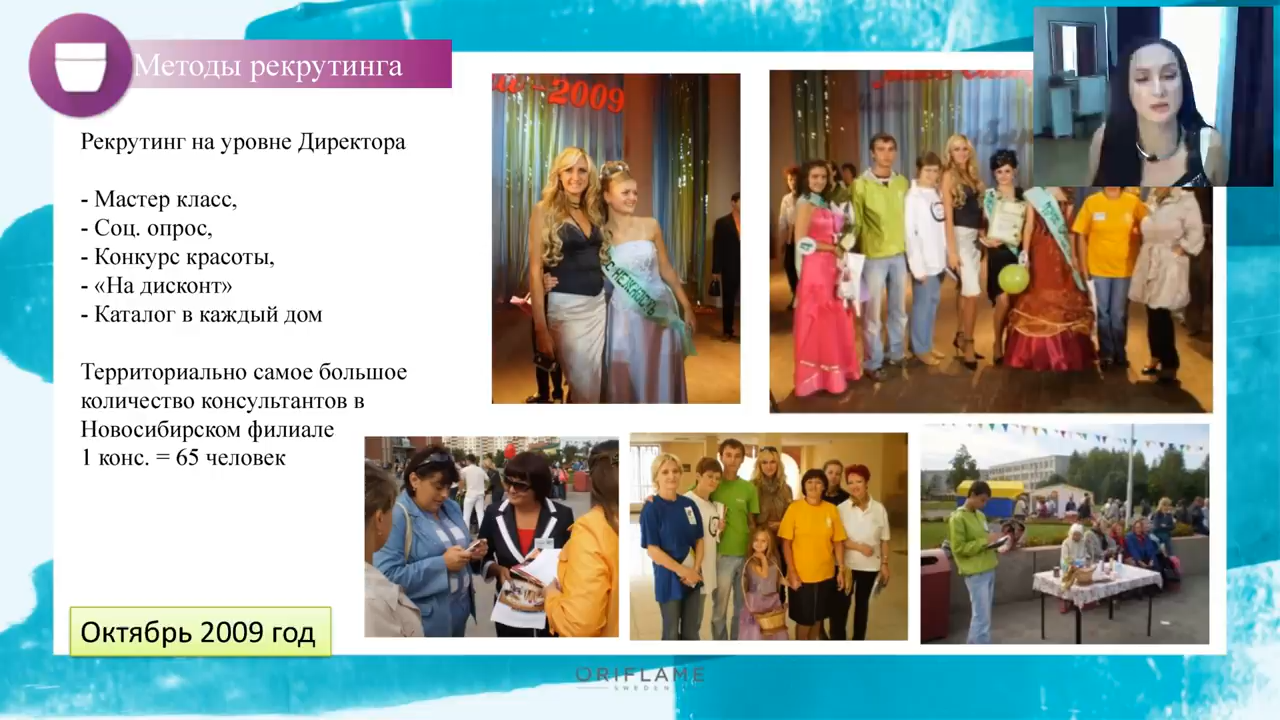 Методы рекрутинга
Рекрутинг на уровне Директора
- Мастер класс,
- Соц. опрос,
- Конкурс красоты,
- «На дисконт»
- Каталог в каждый дом
Территориально самое большое
количество консультантов в
Новосибирском филиале
1 конс. = 65 человек
Октябрь 2009 год
-2009
НЕЖНОСТЬ
ORIFLAME
SWEDEN